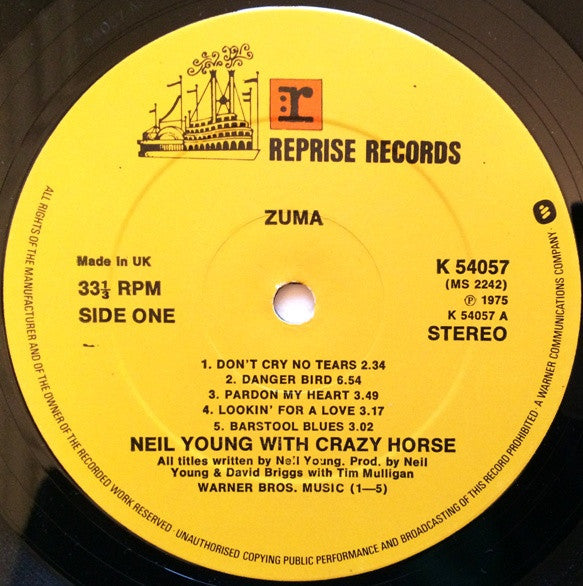 r
REPRISE RECORDS
ZUMA
Made in UK
33⅓ RPM
SIDE ONE
K 54057
(MS 2242)
℗ 1975
K 54057 A
STEREO
1. DON'T CRY NO TEARS 2.34
2. DANGER BIRD 6.54
3. PARDON MY HEART 3.49
4. LOOKIN' FOR A LOVE 3.17
5. BARSTOOL BLUES 3.02
NEIL YOUNG WITH CRAZY HORSE
All titles written by Neil Young. Prod. by Neil
Young & David Briggs with Tim Mulligan
WARNER BROS. MUSIC (1—5)
ALL RIGHTS OF THE MANUFACTURER AND OF THE OWNER OF THE RECORDED WORK RESERVED · UNAUTHORISED COPYING PUBLIC PERFORMANCE AND BROADCASTING OF THIS RECORD PROHIBITED · A WARNER COMMUNICATIONS COMPANY ·